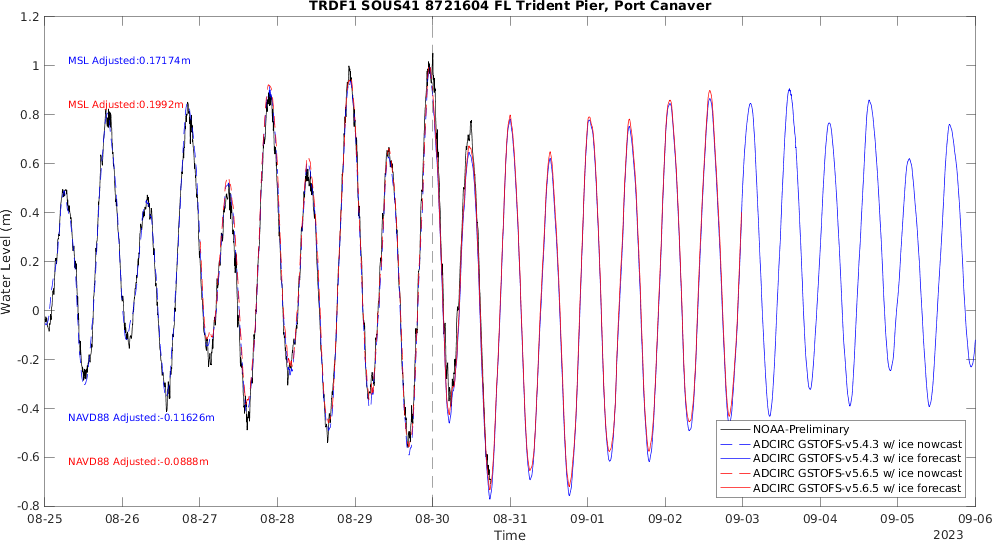 TRDF1 SOUS41 8721604 FL Trident Pier, Port Canaver
1.2
1
0.8
0.6
0.4
0.2
0
-0.2
-0.4
-0.6
-0.8
Water Level (m)
MSL Adjusted:0.17174m
MSL Adjusted:0.1992m
NAVD88 Adjusted:-0.11626m
NAVD88 Adjusted:-0.0888m
NOAA-Preliminary
ADCIRC GSTOFS-v5.4.3 w/ ice nowcast
ADCIRC GSTOFS-v5.4.3 w/ ice forecast
ADCIRC GSTOFS-v5.6.5 w/ ice nowcast
ADCIRC GSTOFS-v5.6.5 w/ ice forecast
08-25 08-26 08-27 08-28 08-29 08-30 08-31 09-01 09-02 09-03 09-04 09-05 09-06
Time
2023